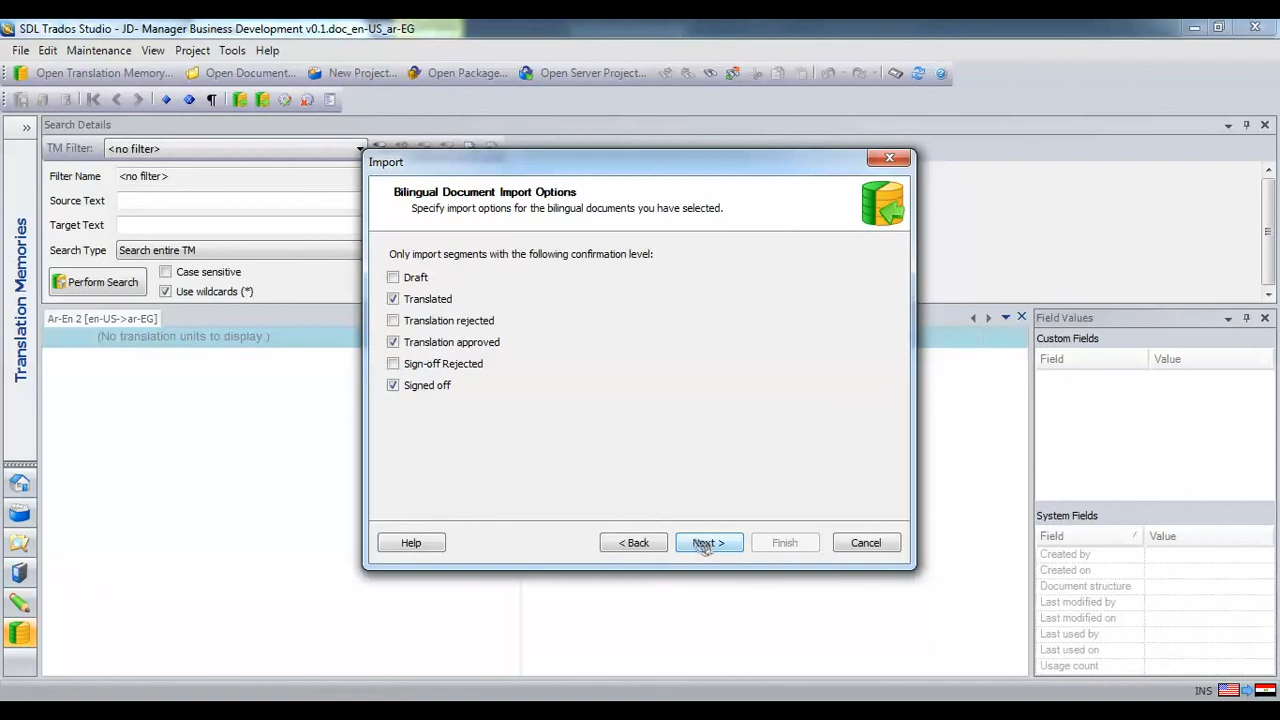 SDL Trados Studio - JD- Manager Business Development v0.1.doc_en-US_ar-EG
File Edit Maintenance View Project Tools Help
Open Translation Memory... Open Document... New Project... Open Package... Open Server Project...
Search Details
TM Filter: <no filter>
Filter Name <no filter>
Source Text
Target Text
Search Type Search entire TM
Perform Search
Case sensitive
Use wildcards (*)
Translation Memories
Ar-En 2 [en-US->ar-EG]
(No translation units to display.)
Import
Bilingual Document Import Options
Specify import options for the bilingual documents you have selected.
Only import segments with the following confirmation level:
Draft
Translated
Translation rejected
Translation approved
Sign-off Rejected
Signed off
Help < Back Next > Finish Cancel
Field Values
Custom Fields
Field Value
System Fields
Field Value
Created by
Created on
Document structure
Last modified by
Last modified on
Last used by
Last used on
Usage count
INS